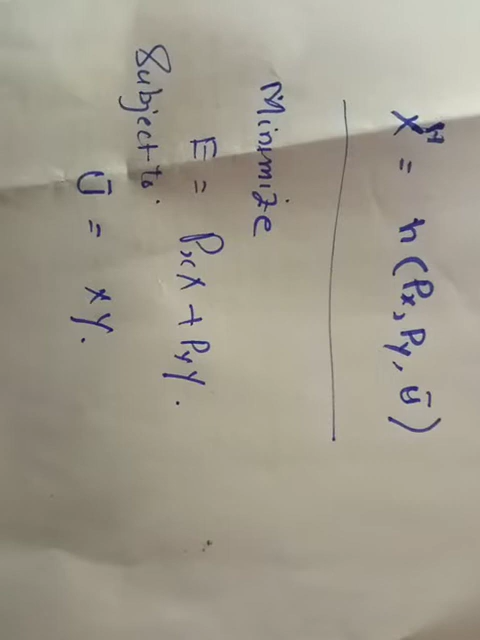 X^H = h(Px, Py, ū)
Minimize
E = PxX + PyY.
Subject to.
Ū = xy.